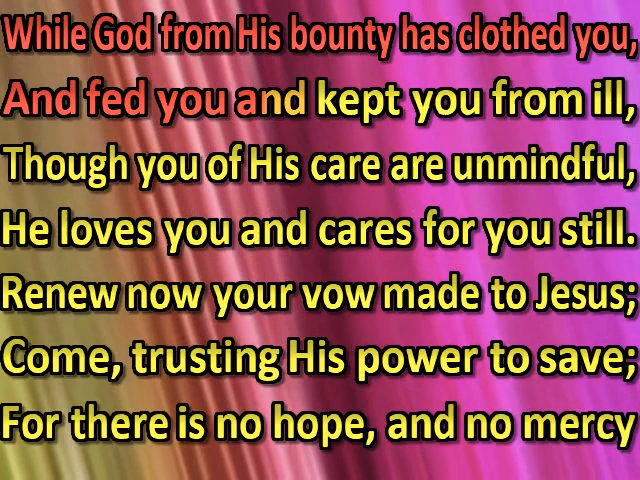 While God from His bounty has clothed you,
And fed you and kept you from ill,
Though you of His care are unmindful,
He loves you and cares for you still.
Renew now your vow made to Jesus;
Come, trusting His power to save;
For there is no hope, and no mercy